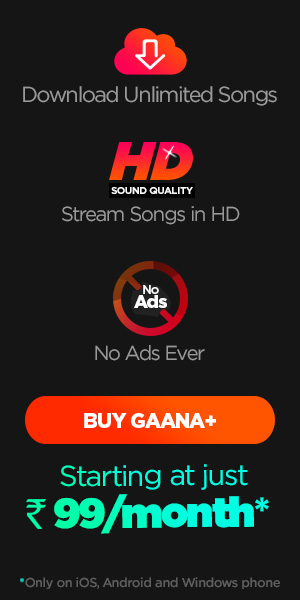 Download Unlimited Songs
HD
SOUND QUALITY
Stream Songs in HD
No
Ads
No Ads Ever
BUY GAANA+
Starting at just
₹ 99/month*
*Only on iOS, Android and Windows phone